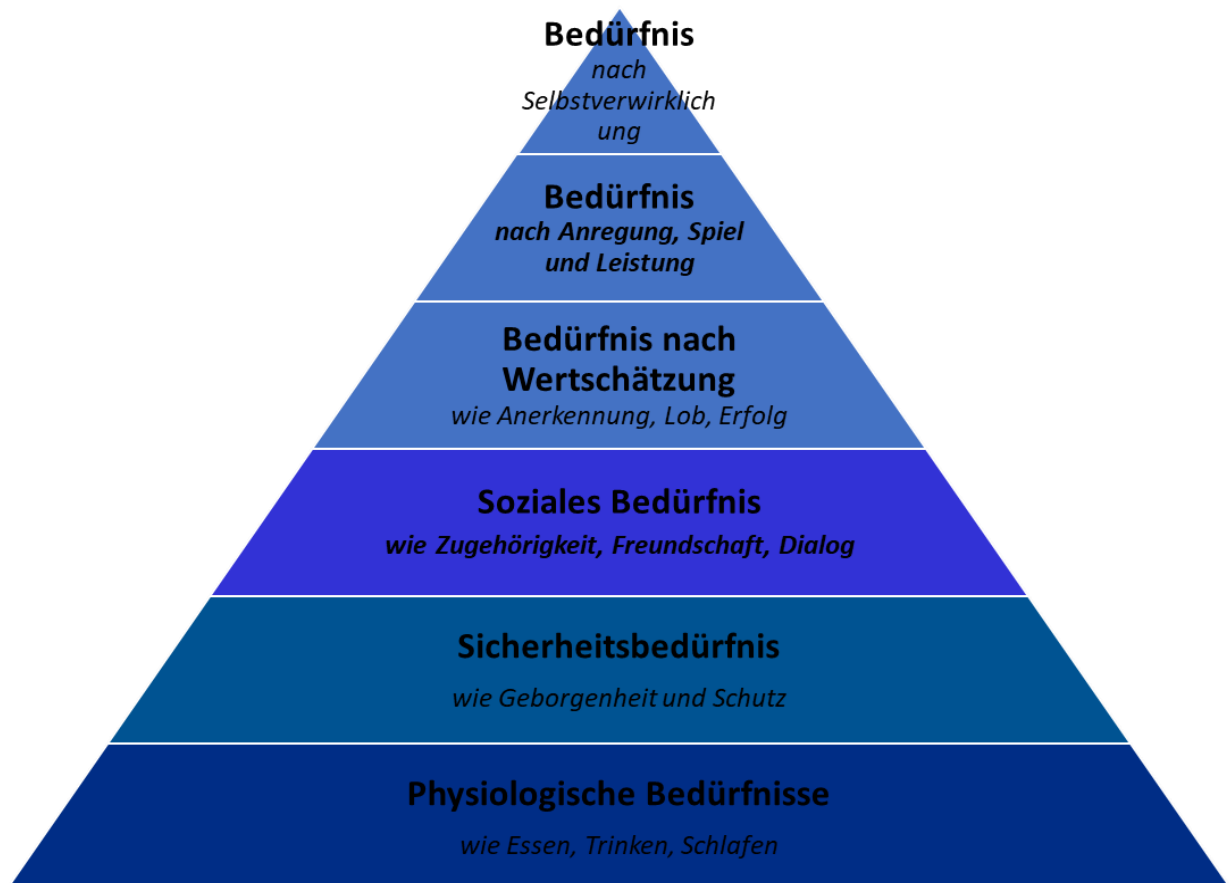 Bedürfnis
nach
Selbstverwirklich
ung
Bedürfnis
nach Anregung, Spiel
und Leistung
Bedürfnis nach
Wertschätzung
wie Anerkennung, Lob, Erfolg
Soziales Bedürfnis
wie Zugehörigkeit, Freundschaft, Dialog
Sicherheitsbedürfnis
wie Geborgenheit und Schutz
Physiologische Bedürfnisse
wie Essen, Trinken, Schlafen